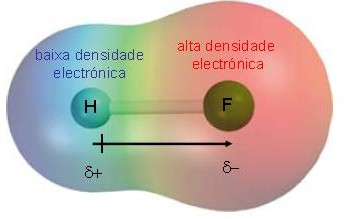 baixa densidade
electrónica
alta densidade
electrónica
H
F
δ+
δ−